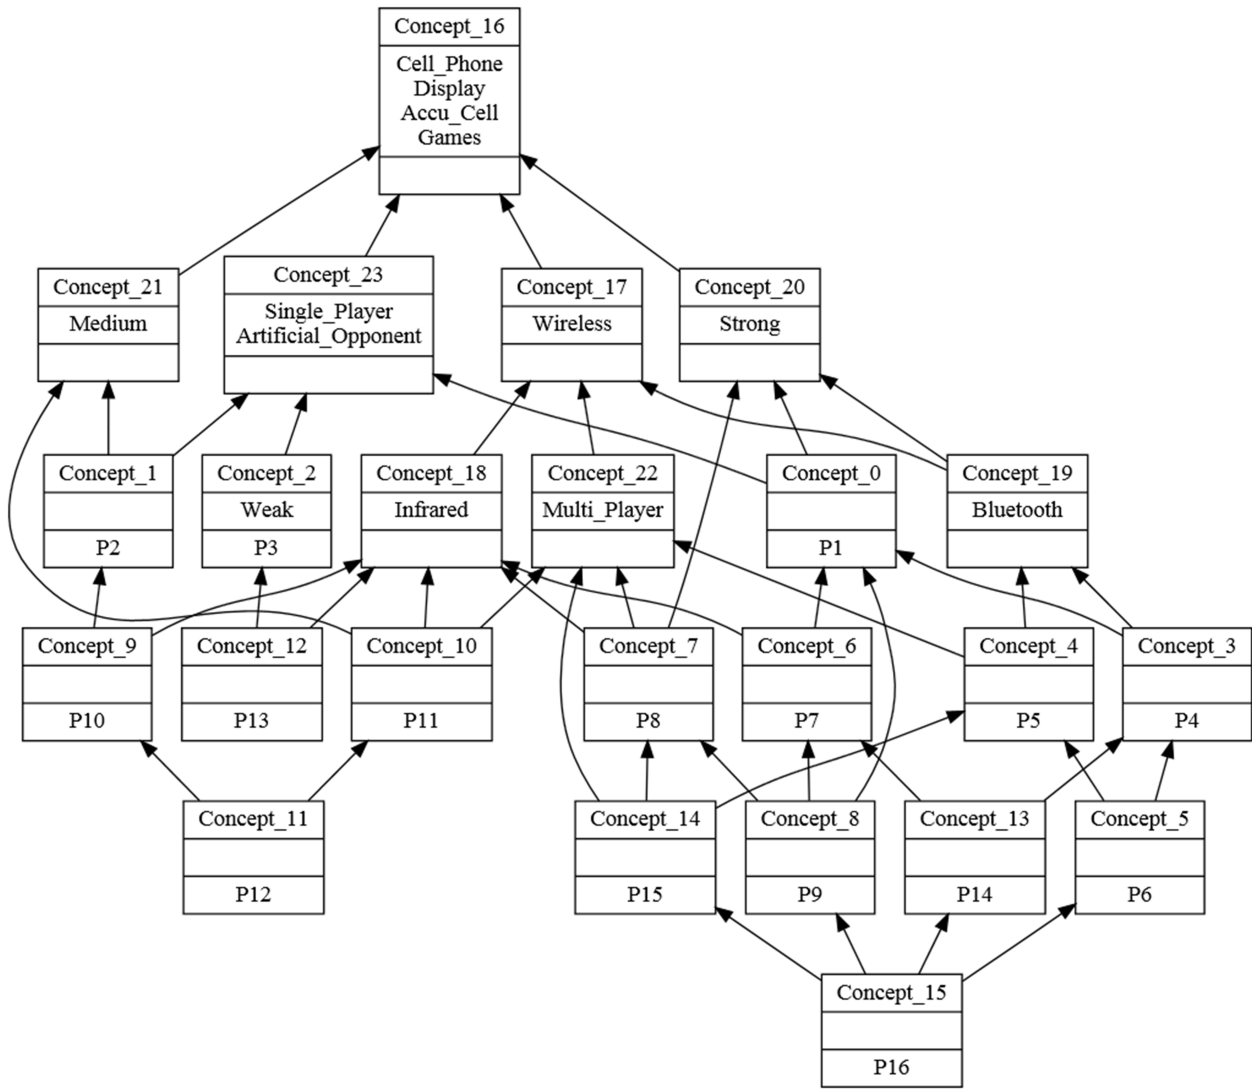 Concept_16
Cell_Phone
Display
Accu_Cell
Games
Concept_21
Medium
Concept_23
Single_Player
Artificial_Opponent
Concept_17
Wireless
Concept_20
Strong
Concept_1
P2
Concept_2
Weak
P3
Concept_18
Infrared
Concept_22
Multi_Player
Concept_0
P1
Concept_19
Bluetooth
Concept_9
P10
Concept_12
P13
Concept_10
P11
Concept_7
P8
Concept_6
P7
Concept_4
P5
Concept_3
P4
Concept_11
P12
Concept_14
P15
Concept_8
P9
Concept_13
P14
Concept_5
P6
Concept_15
P16